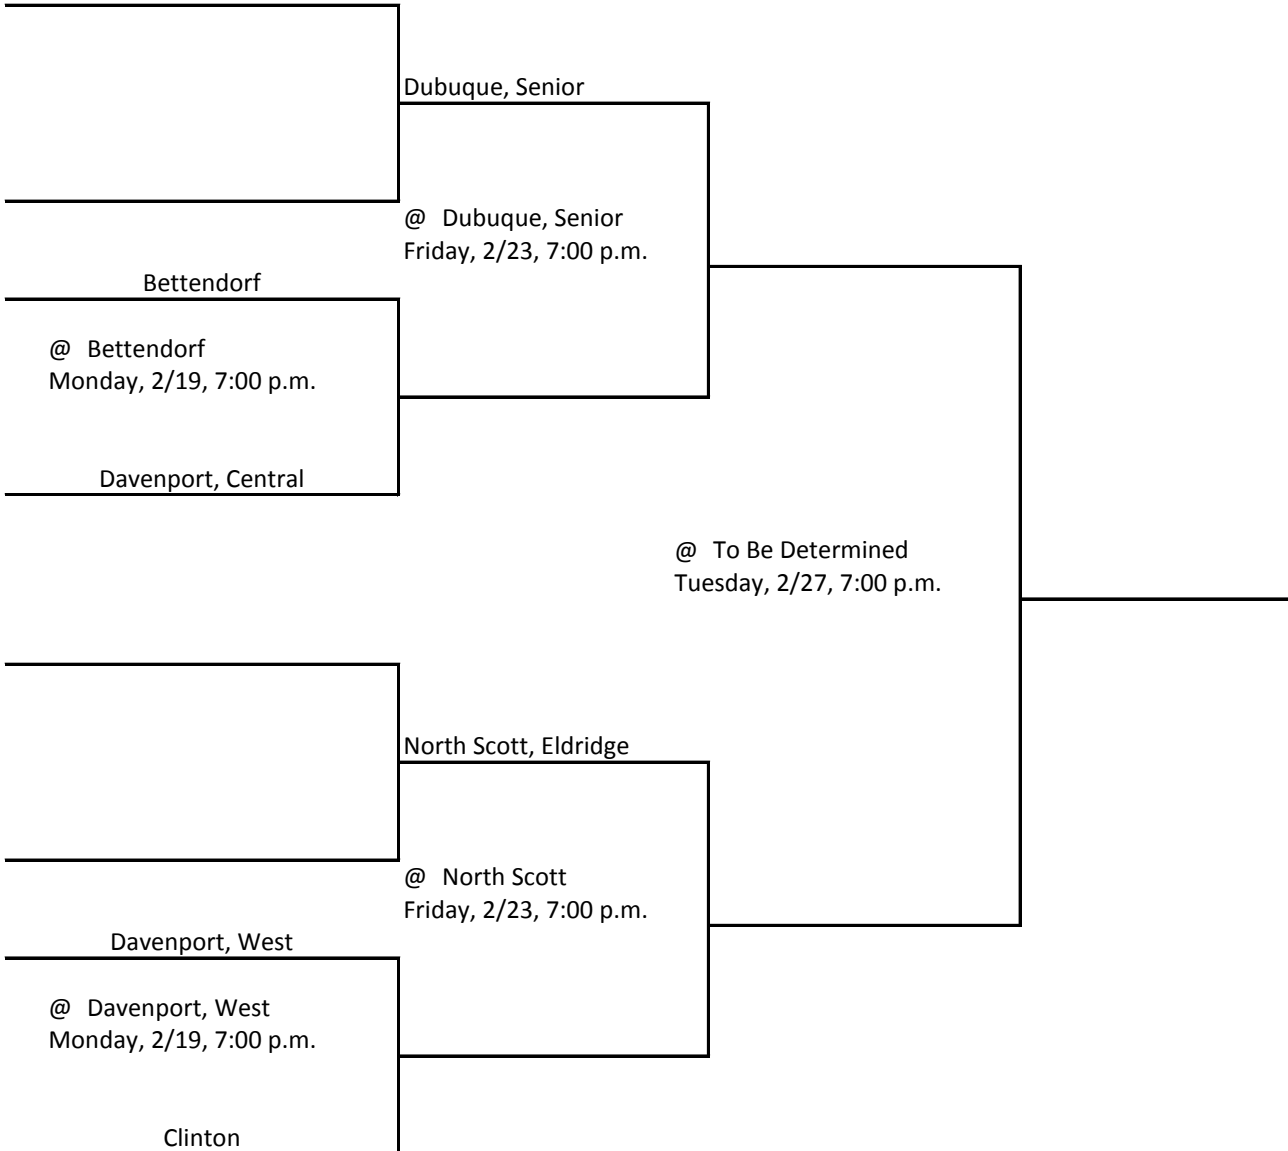 Dubuque, Senior
@ Dubuque, Senior
Friday, 2/23, 7:00 p.m.
Bettendorf
@ Bettendorf
Monday, 2/19, 7:00 p.m.
Davenport, Central
@ To Be Determined
Tuesday, 2/27, 7:00 p.m.
North Scott, Eldridge
@ North Scott
Friday, 2/23, 7:00 p.m.
Davenport, West
@ Davenport, West
Monday, 2/19, 7:00 p.m.
Clinton